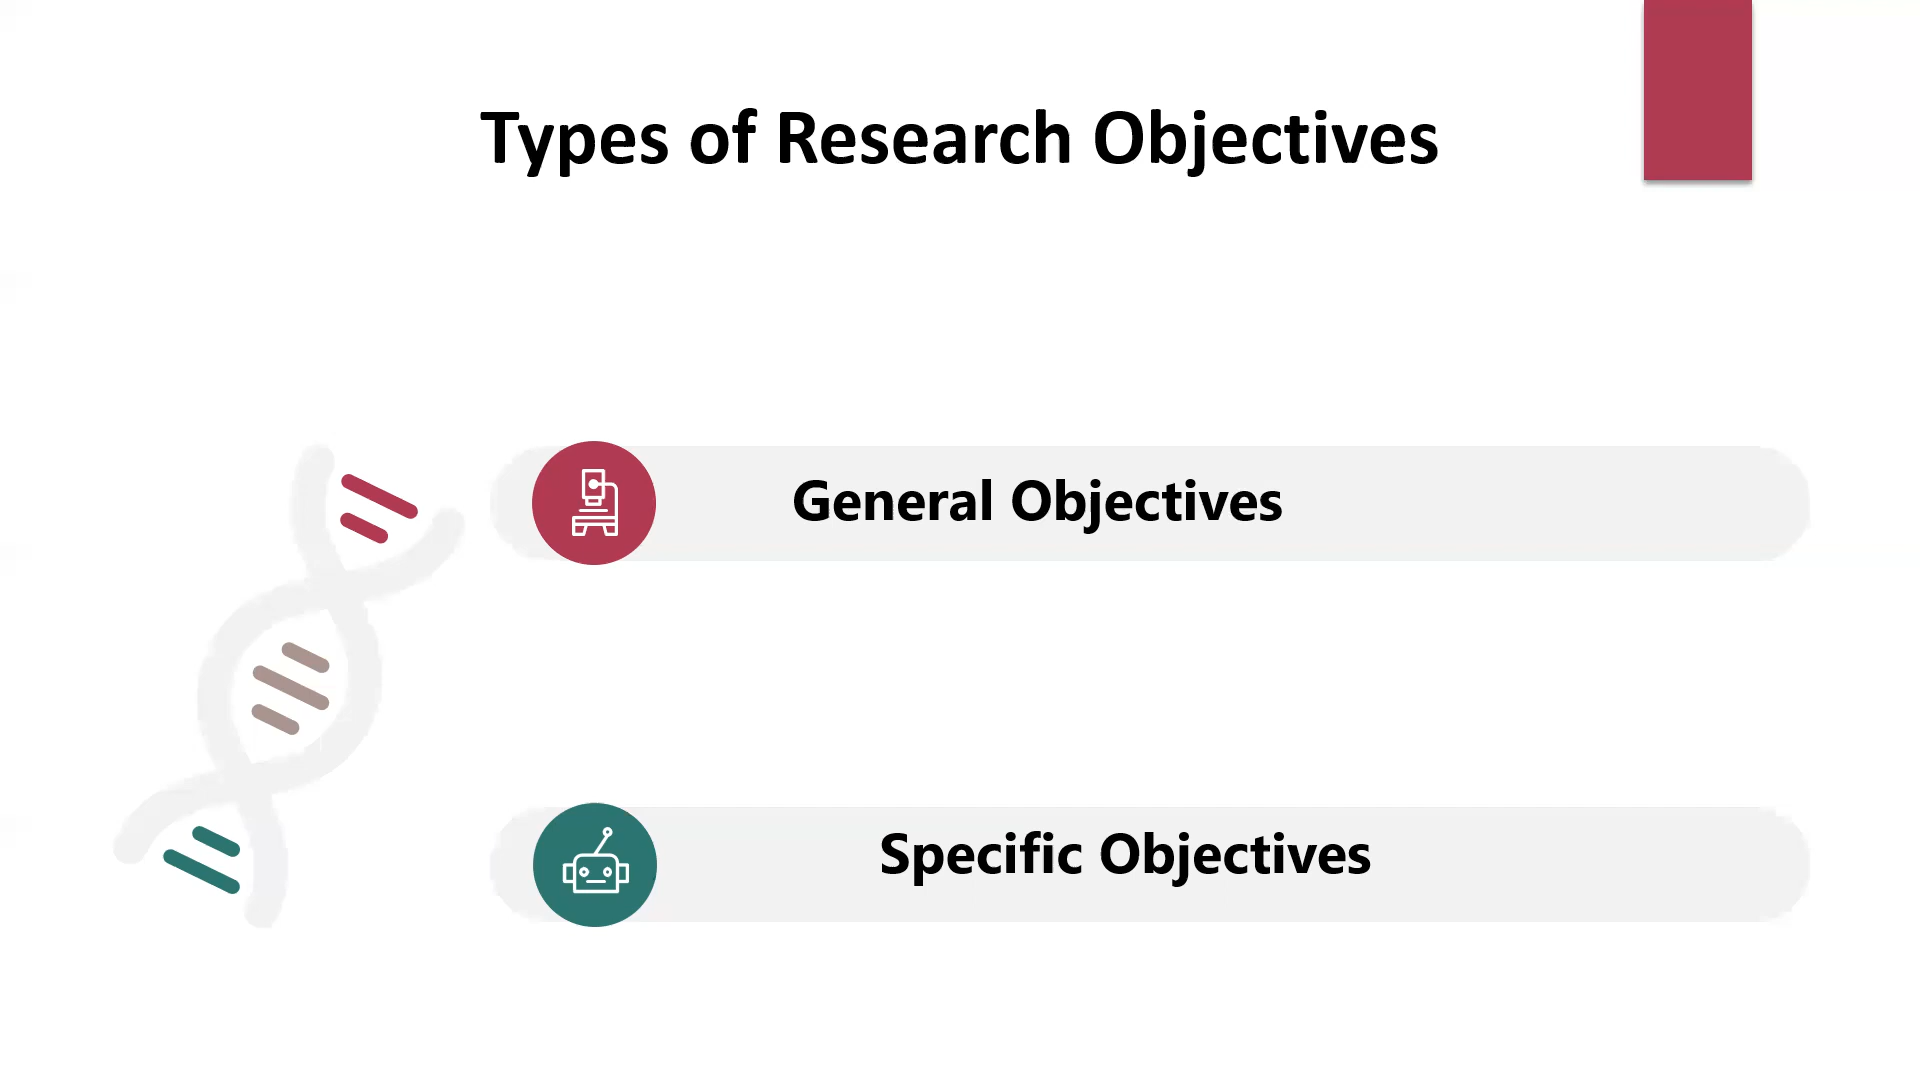 Types of Research Objectives
General Objectives
Specific Objectives